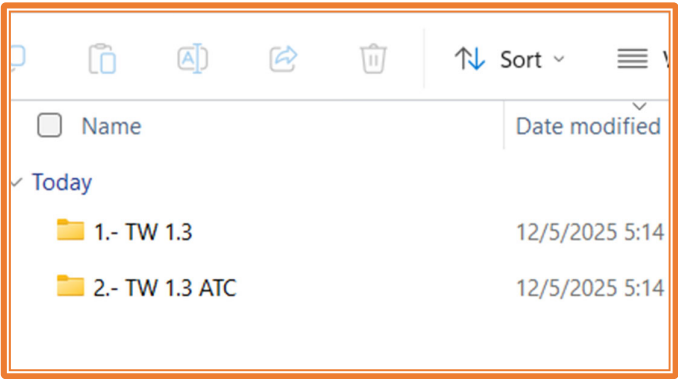 Sort
Name Date modified
Today
1.- TW 1.3 12/5/2025 5:14
2.- TW 1.3 ATC 12/5/2025 5:14